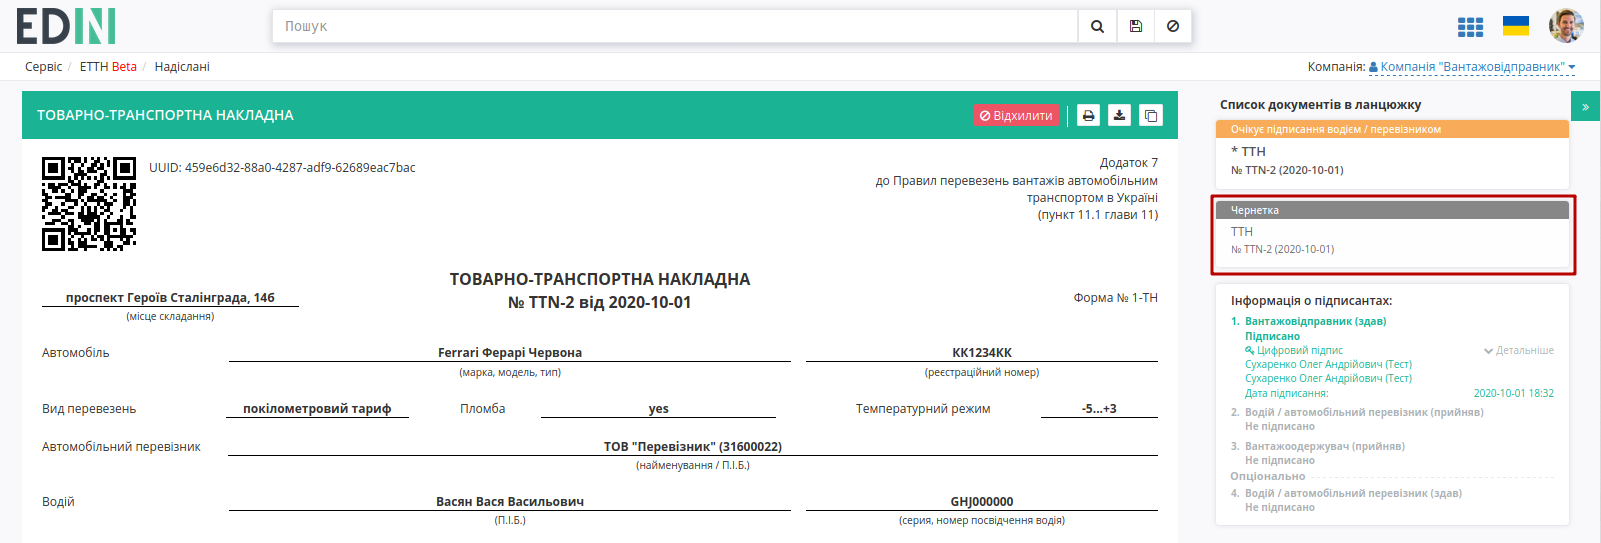 EDIN
Пошук
Сервіс / ЕТТН Beta / Надіслані
Компанія: Компанія "Вантажовідправник"
ТОВАРНО-ТРАНСПОРТНА НАКЛАДНА
Відхилити
UUID: 459e6d32-88a0-4287-adf9-62689eac7bac
Додаток 7
до Правил перевезень вантажів автомобільним
транспортом в Україні
(пункт 11.1 глави 11)
ТОВАРНО-ТРАНСПОРТНА НАКЛАДНА
№ TTN-2 від 2020-10-01
проспект Героїв Сталінграда, 14б
(місце складання)
Форма № 1-ТН
Автомобіль Ferrari Ферарі Червона КК1234КК
(марка, модель, тип) (реєстраційний номер)
Вид перевезень покілометровий тариф Пломба yes Температурний режим -5...+3
Автомобільний перевізник ТОВ "Перевізник" (31600022)
(найменування / П.І.Б.)
Водій Васян Вася Васильович GHJ000000
(П.І.Б.) (серия, номер посвідчення водія)
Список документів в ланцюжку
»
Очікує підписання водієм / перевізником
* ТТН
№ TTN-2 (2020-10-01)
Чернетка
ТТН
№ TTN-2 (2020-10-01)
Інформація о підписантах:
1. Вантажовідправник (здав)
Підписано
Цифровий підпис Детальніше
Сухаренко Олег Андрійович (Тест)
Сухаренко Олег Андрійович (Тест)
Дата підписання: 2020-10-01 18:32
2. Водій / автомобільний перевізник (прийняв)
Не підписано
3. Вантажоодержувач (прийняв)
Не підписано
Опціонально
4. Водій / автомобільний перевізник (здав)
Не підписано